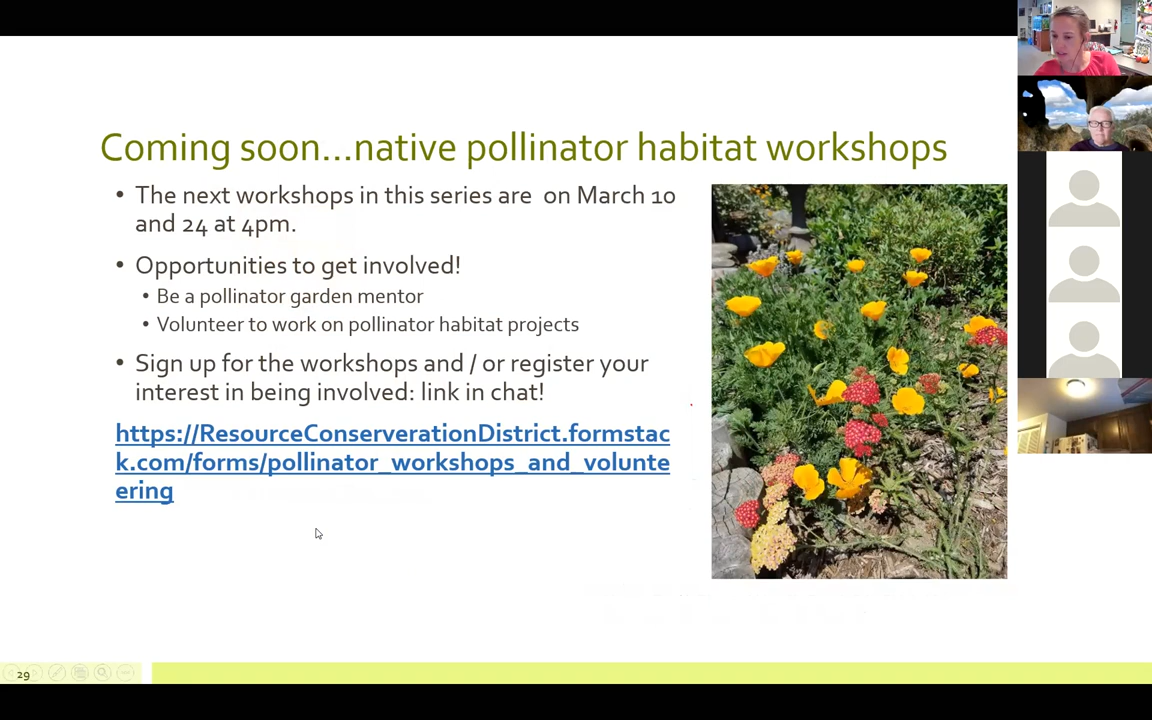 Coming soon...native pollinator habitat workshops
• The next workshops in this series are  on March 10
and 24 at 4pm.
• Opportunities to get involved!
• Be a pollinator garden mentor
• Volunteer to work on pollinator habitat projects
• Sign up for the workshops and / or register your
interest in being involved: link in chat!
https://ResourceConserverationDistrict.formstac
k.com/forms/pollinator_workshops_and_volunte
ering
29